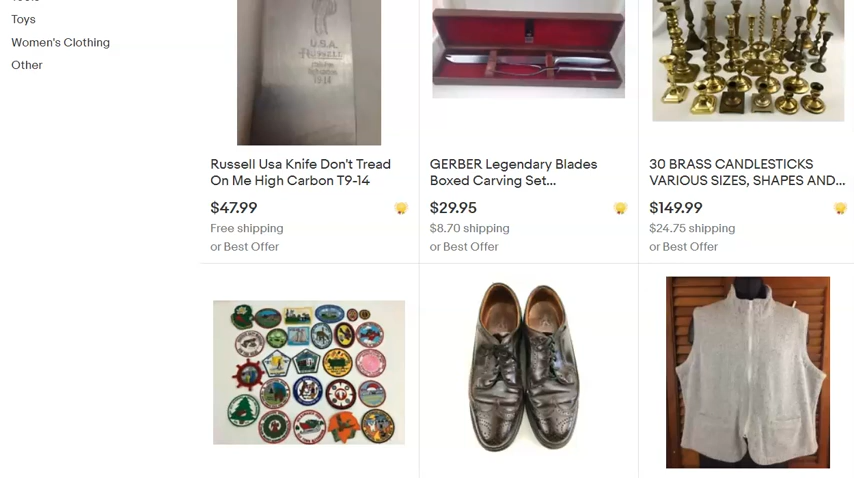 Toys
Women's Clothing
Other
U.S.A.
Russell
1914
Russell Usa Knife Don't Tread
On Me High Carbon T9-14
GERBER Legendary Blades
Boxed Carving Set...
30 BRASS CANDLESTICKS
VARIOUS SIZES, SHAPES AND...
$47.99
$29.95
$149.99
Free shipping
$8.70 shipping
$24.75 shipping
or Best Offer
or Best Offer
or Best Offer